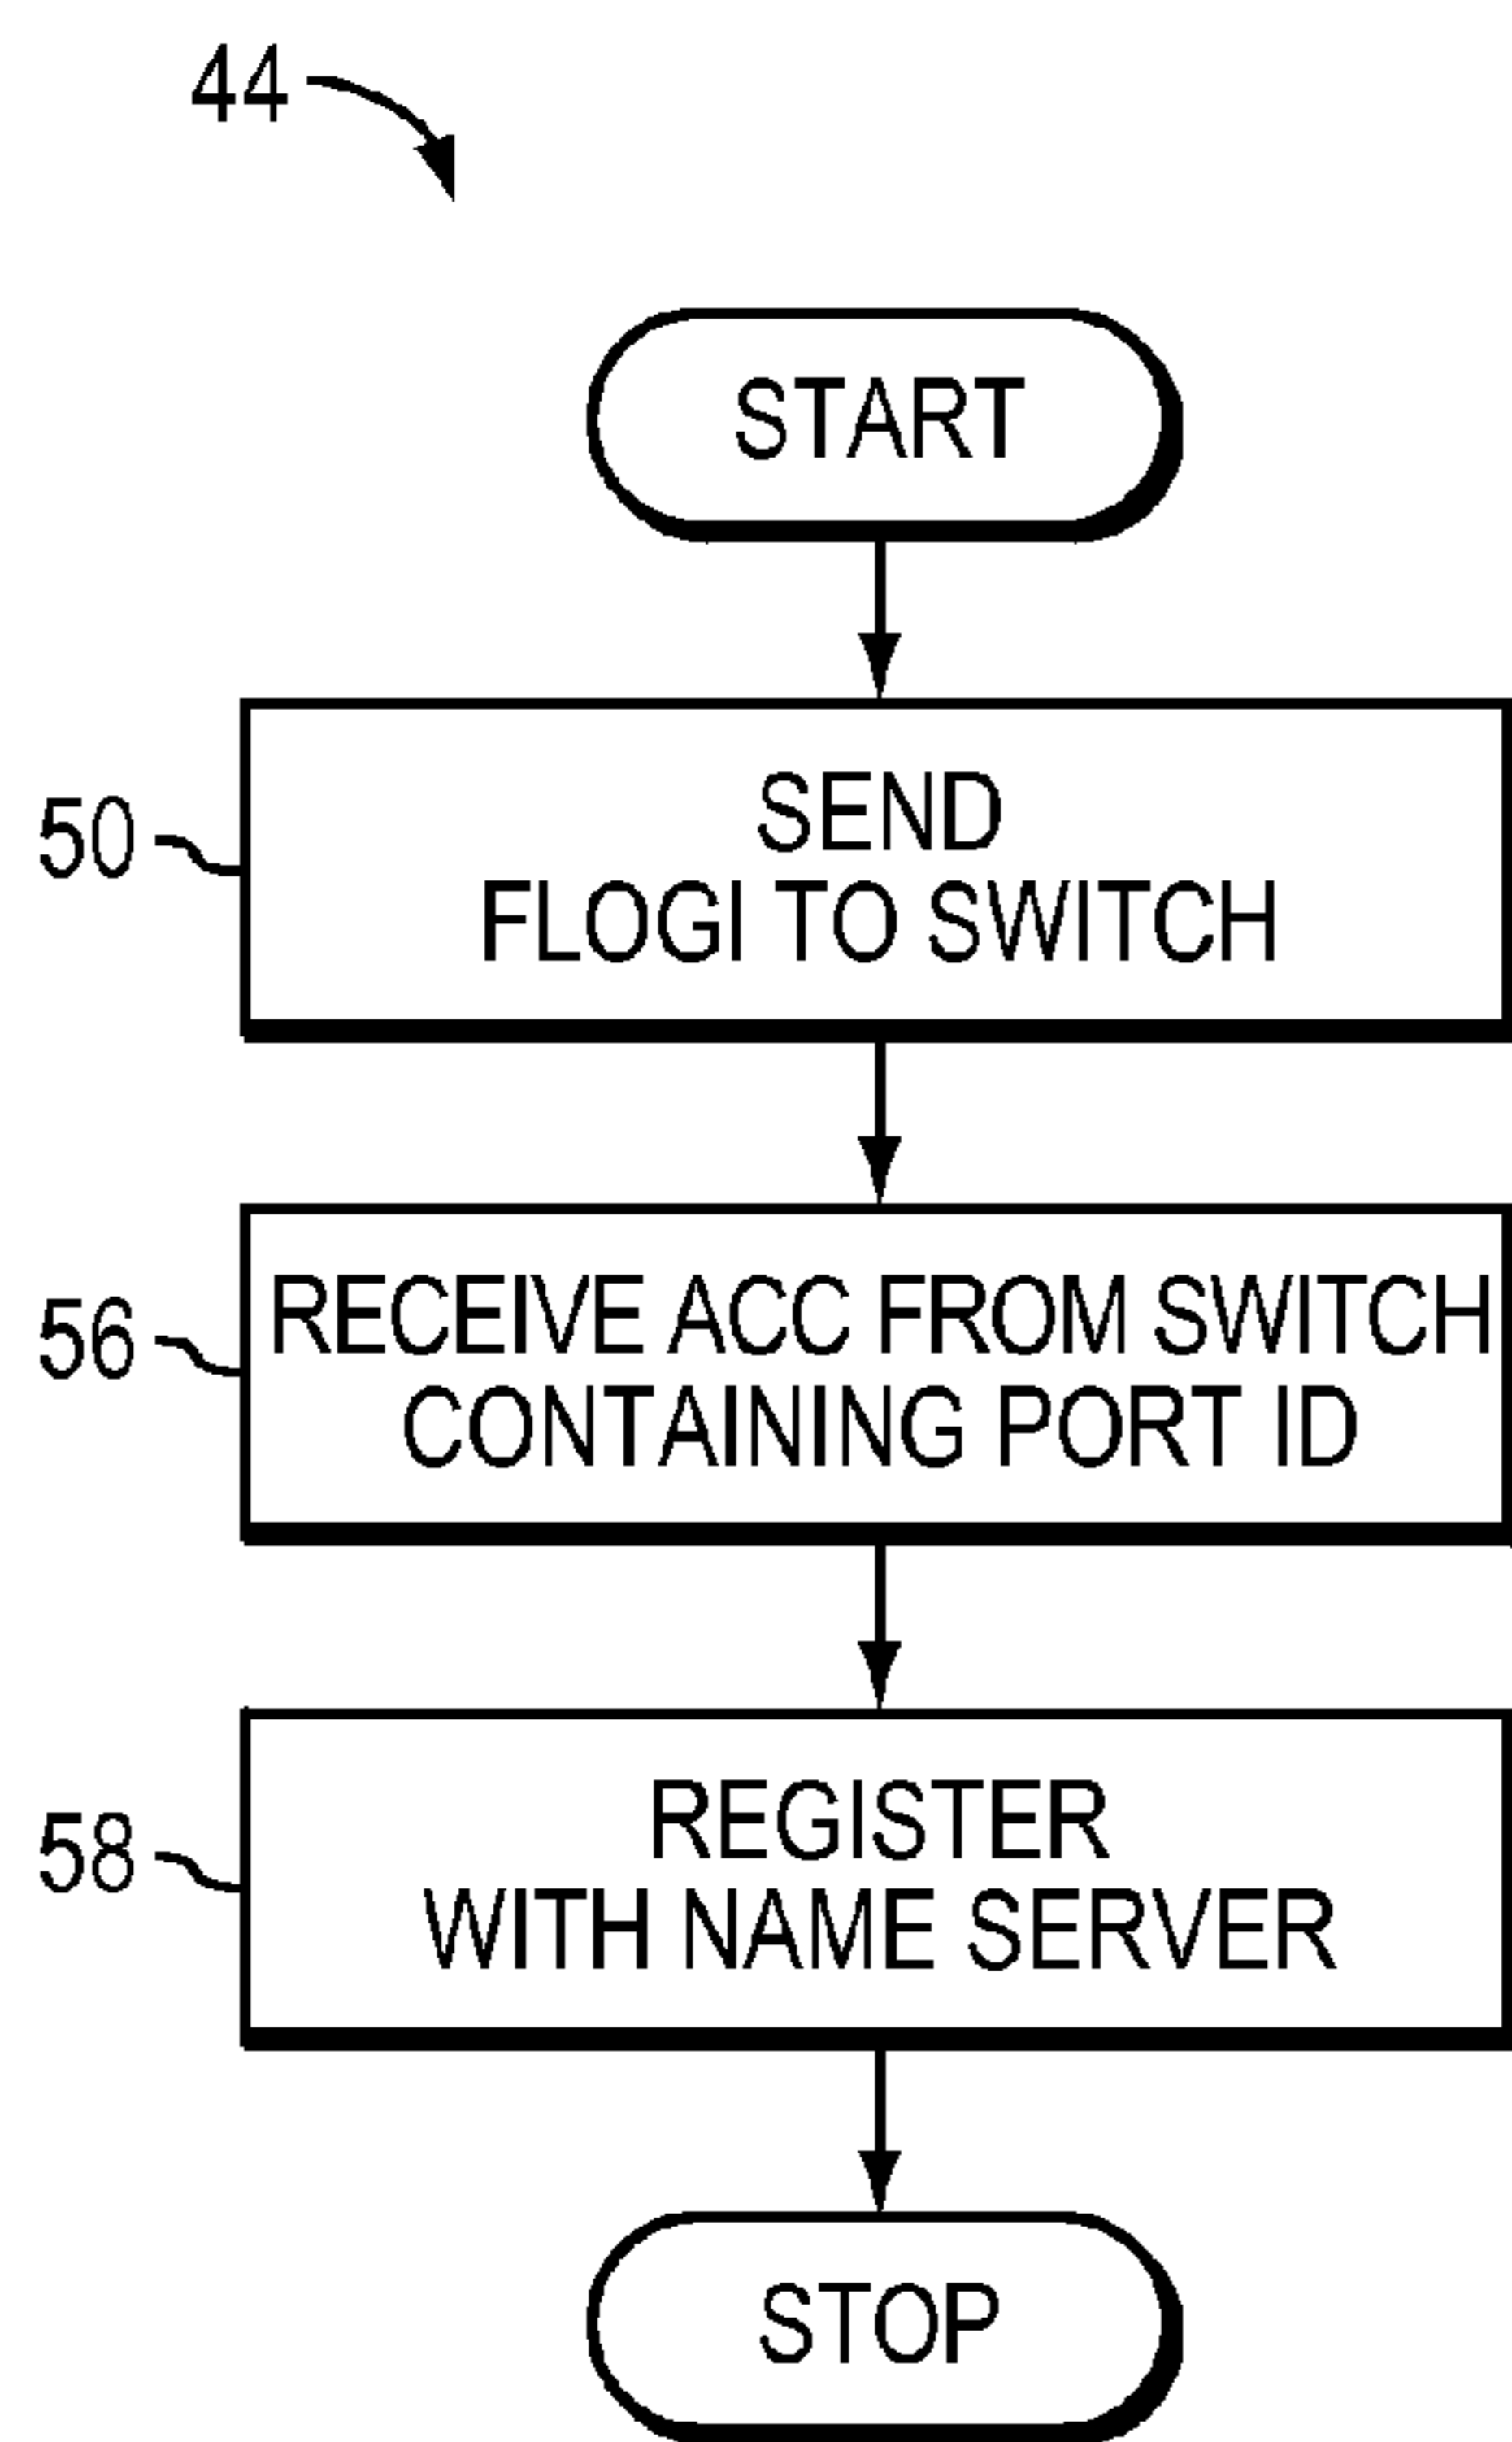 44
START
50
SEND
FLOGI TO SWITCH
56
RECEIVE ACC FROM SWITCH
CONTAINING PORT ID
58
REGISTER
WITH NAME SERVER
STOP